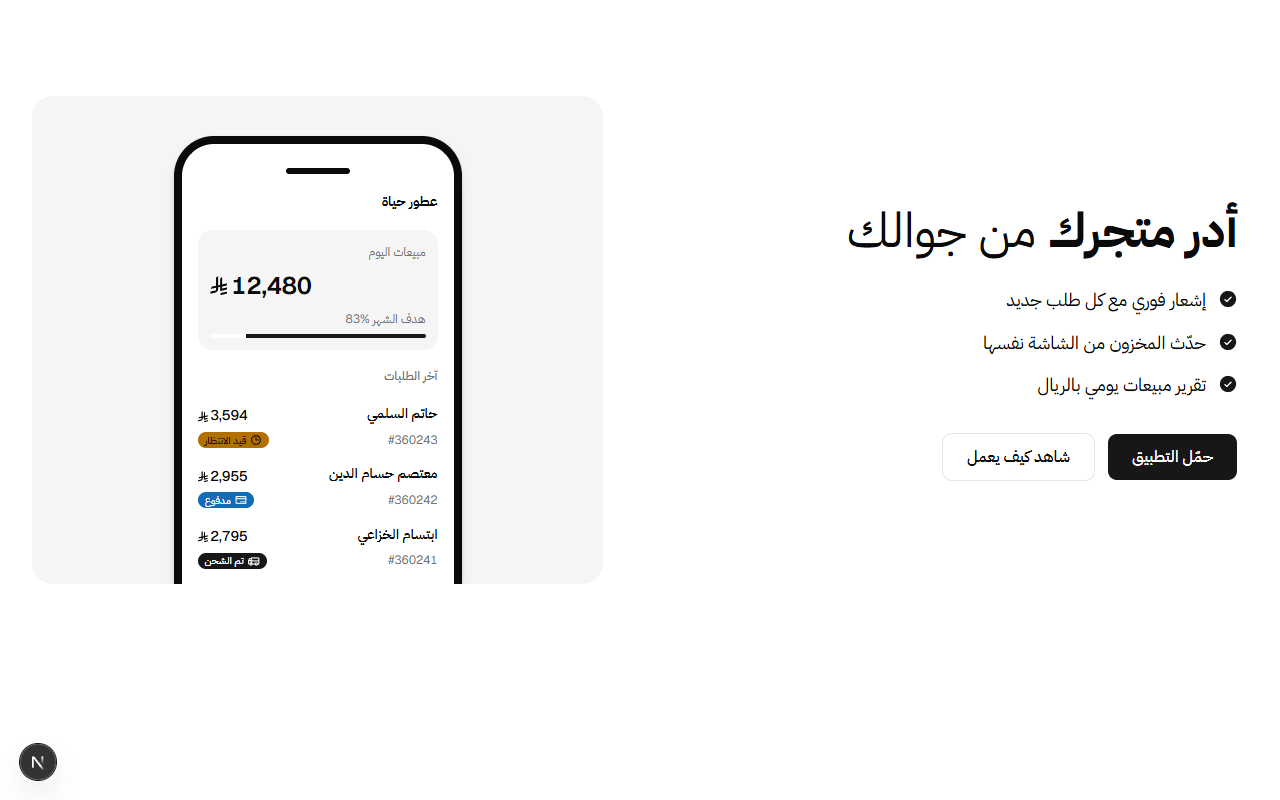 أدر متجرك من جوالك
إشعار فوري مع كل طلب جديد
حدّث المخزون من الشاشة نفسها
تقرير مبيعات يومي بالريال
حمّل التطبيق
شاهد كيف يعمل
عطور حياة
مبيعات اليوم
12,480 ⃁
هدف الشهر 83%
آخر الطلبات
حاتم السلمي
3,594 ⃁
#360243
قيد الانتظار
معتصم حسام الدين
2,955 ⃁
#360242
مدفوع
ابتسام الخزاعي
2,795 ⃁
#360241
تم الشحن
N